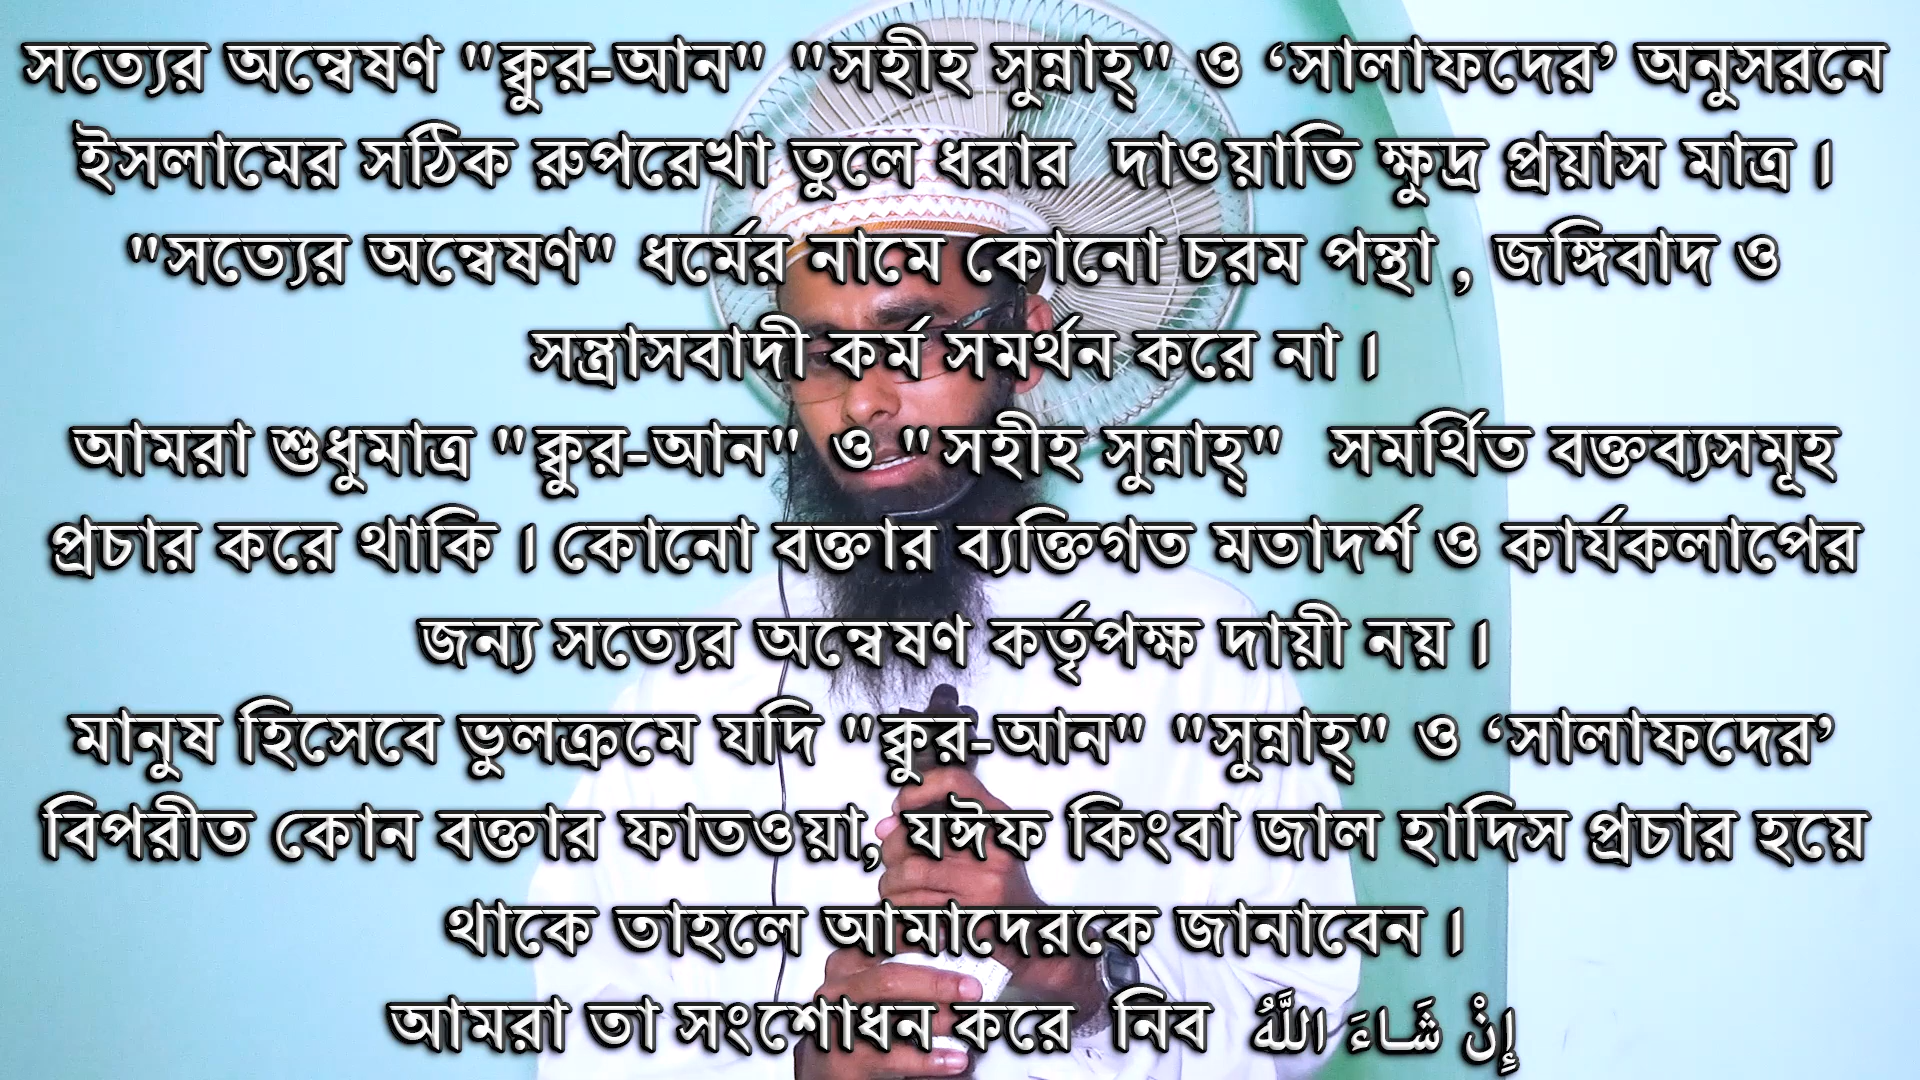 সত্যের অন্বেষণ "ক্বুর-আন" "সহীহ সুন্নাহ্" ও ‘সালাফদের’ অনুসরনে
ইসলামের সঠিক রুপরেখা তুলে ধরার দাওয়াতি ক্ষুদ্র প্রয়াস মাত্র ।
"সত্যের অন্বেষণ" ধর্মের নামে কোনো চরম পন্থা , জঙ্গিবাদ ও
সন্ত্রাসবাদী কর্ম সমর্থন করে না ।
আমরা শুধুমাত্র "ক্বুর-আন" ও "সহীহ সুন্নাহ্" সমর্থিত বক্তব্যসমূহ
প্রচার করে থাকি । কোনো বক্তার ব্যক্তিগত মতাদর্শ ও কার্যকলাপের
জন্য সত্যের অন্বেষণ কর্তৃপক্ষ দায়ী নয় ।
মানুষ হিসেবে ভুলক্রমে যদি "ক্বুর-আন" "সুন্নাহ্" ও ‘সালাফদের’
বিপরীত কোন বক্তার ফাতওয়া, যঈফ কিংবা জাল হাদিস প্রচার হয়ে
থাকে তাহলে আমাদেরকে জানাবেন ।
আমরা তা সংশোধন করে নিব إِنْ شَاءَ اللَّهُ